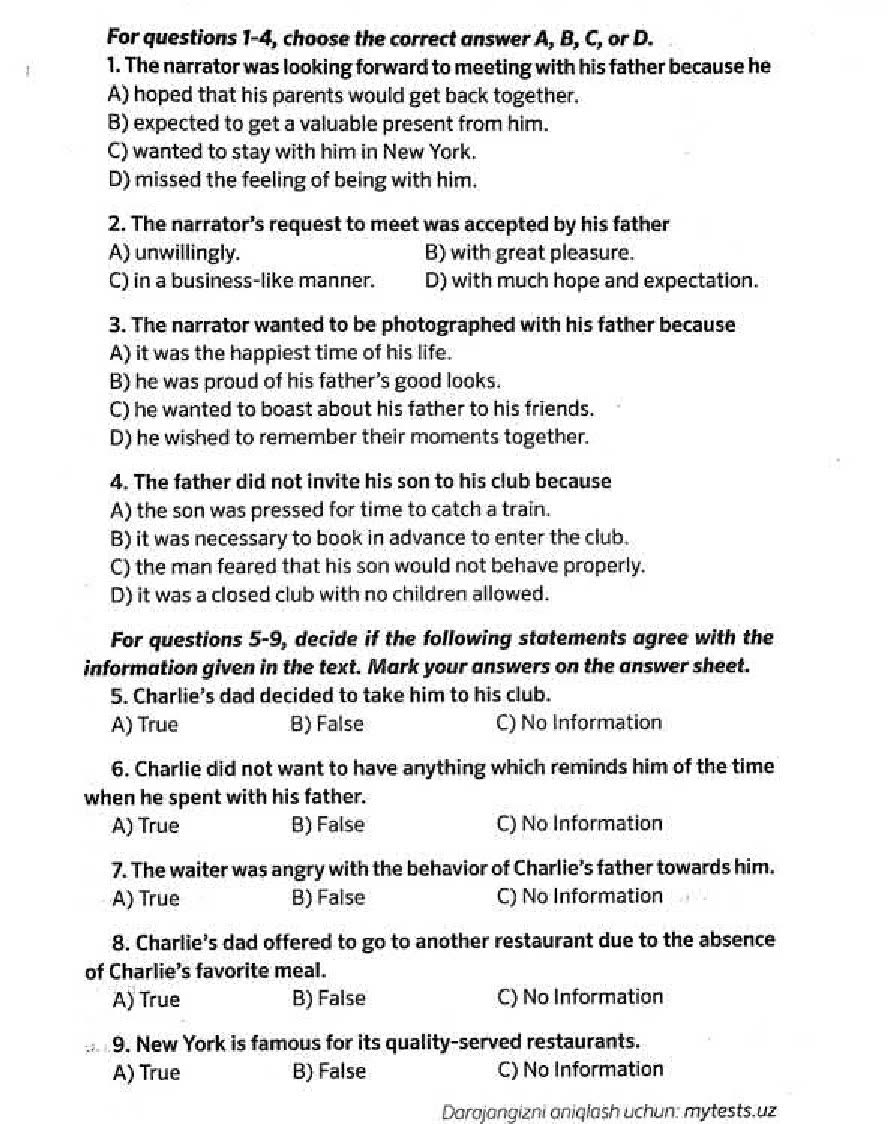 For questions 1-4, choose the correct answer A, B, C, or D.
1. The narrator was looking forward to meeting with his father because he
A) hoped that his parents would get back together.
B) expected to get a valuable present from him.
C) wanted to stay with him in New York.
D) missed the feeling of being with him.
2. The narrator's request to meet was accepted by his father
A) unwillingly. B) with great pleasure.
C) in a business-like manner. D) with much hope and expectation.
3. The narrator wanted to be photographed with his father because
A) it was the happiest time of his life.
B) he was proud of his father's good looks.
C) he wanted to boast about his father to his friends.
D) he wished to remember their moments together.
4. The father did not invite his son to his club because
A) the son was pressed for time to catch a train.
B) it was necessary to book in advance to enter the club.
C) the man feared that his son would not behave properly.
D) it was a closed club with no children allowed.
For questions 5-9, decide if the following statements agree with the
information given in the text. Mark your answers on the answer sheet.
5. Charlie's dad decided to take him to his club.
A) True B) False C) No Information
6. Charlie did not want to have anything which reminds him of the time
when he spent with his father.
A) True B) False C) No Information
7. The waiter was angry with the behavior of Charlie's father towards him.
A) True B) False C) No Information
8. Charlie's dad offered to go to another restaurant due to the absence
of Charlie's favorite meal.
A) True B) False C) No Information
9. New York is famous for its quality-served restaurants.
A) True B) False C) No Information
Darajangizni aniqlash uchun: mytests.uz